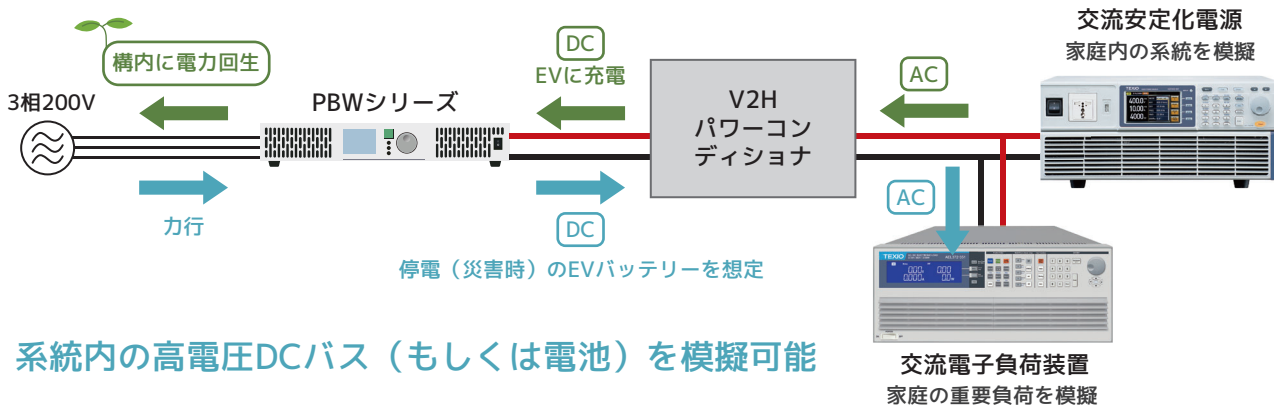 交流安定化電源
家庭内の系統を模擬
構内に電力回生
DC
EVに充電
AC
3相200V
PBWシリーズ
V2H
パワーコン
ディショナ
TEXIO
力行
DC
AC
停電（災害時）のEVバッテリーを想定
TEXIO
系統内の高電圧DCバス（もしくは電池）を模擬可能
交流電子負荷装置
家庭の重要負荷を模擬